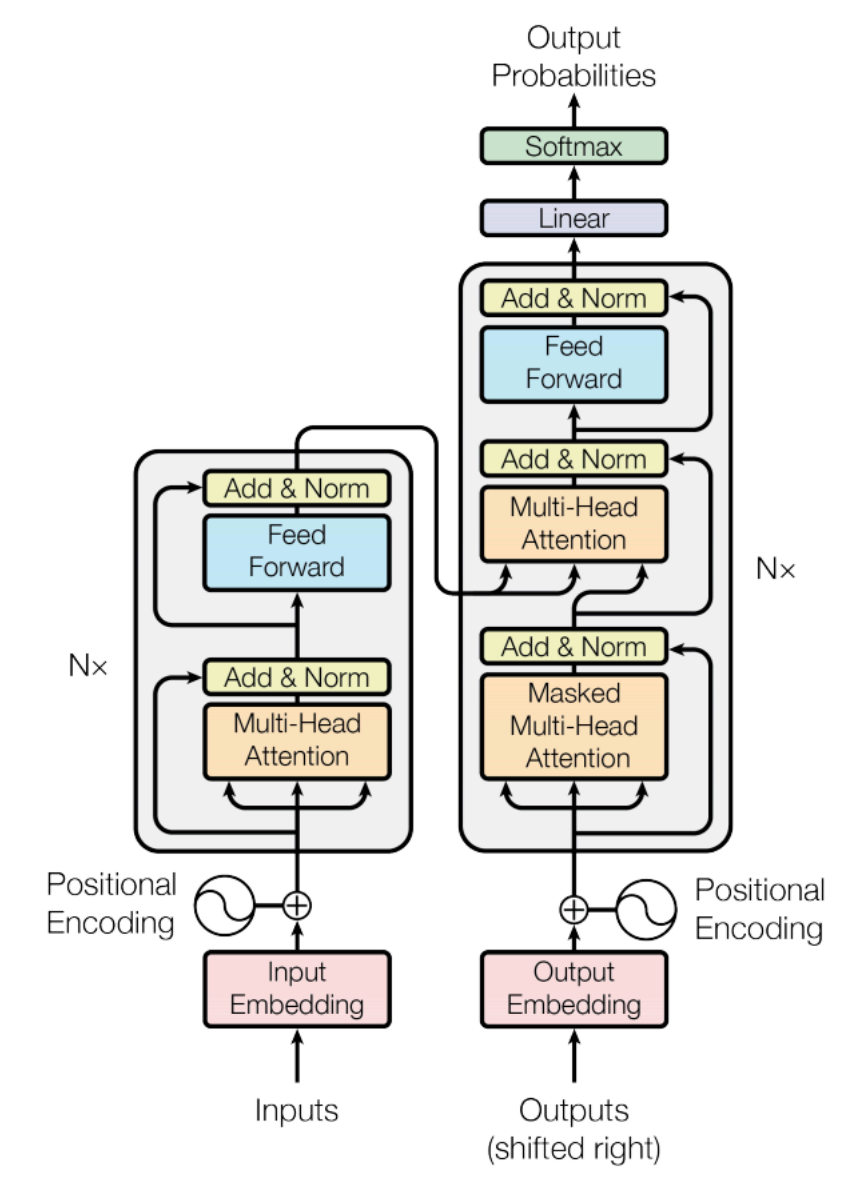 Output
Probabilities
Softmax
Linear
Add & Norm
Feed
Forward
Add & Norm
Multi-Head
Attention
Add & Norm
Masked
Multi-Head
Attention
N×
Add & Norm
Feed
Forward
Add & Norm
Multi-Head
Attention
N×
Positional
Encoding
Positional
Encoding
Input
Embedding
Output
Embedding
Inputs
Outputs
(shifted right)